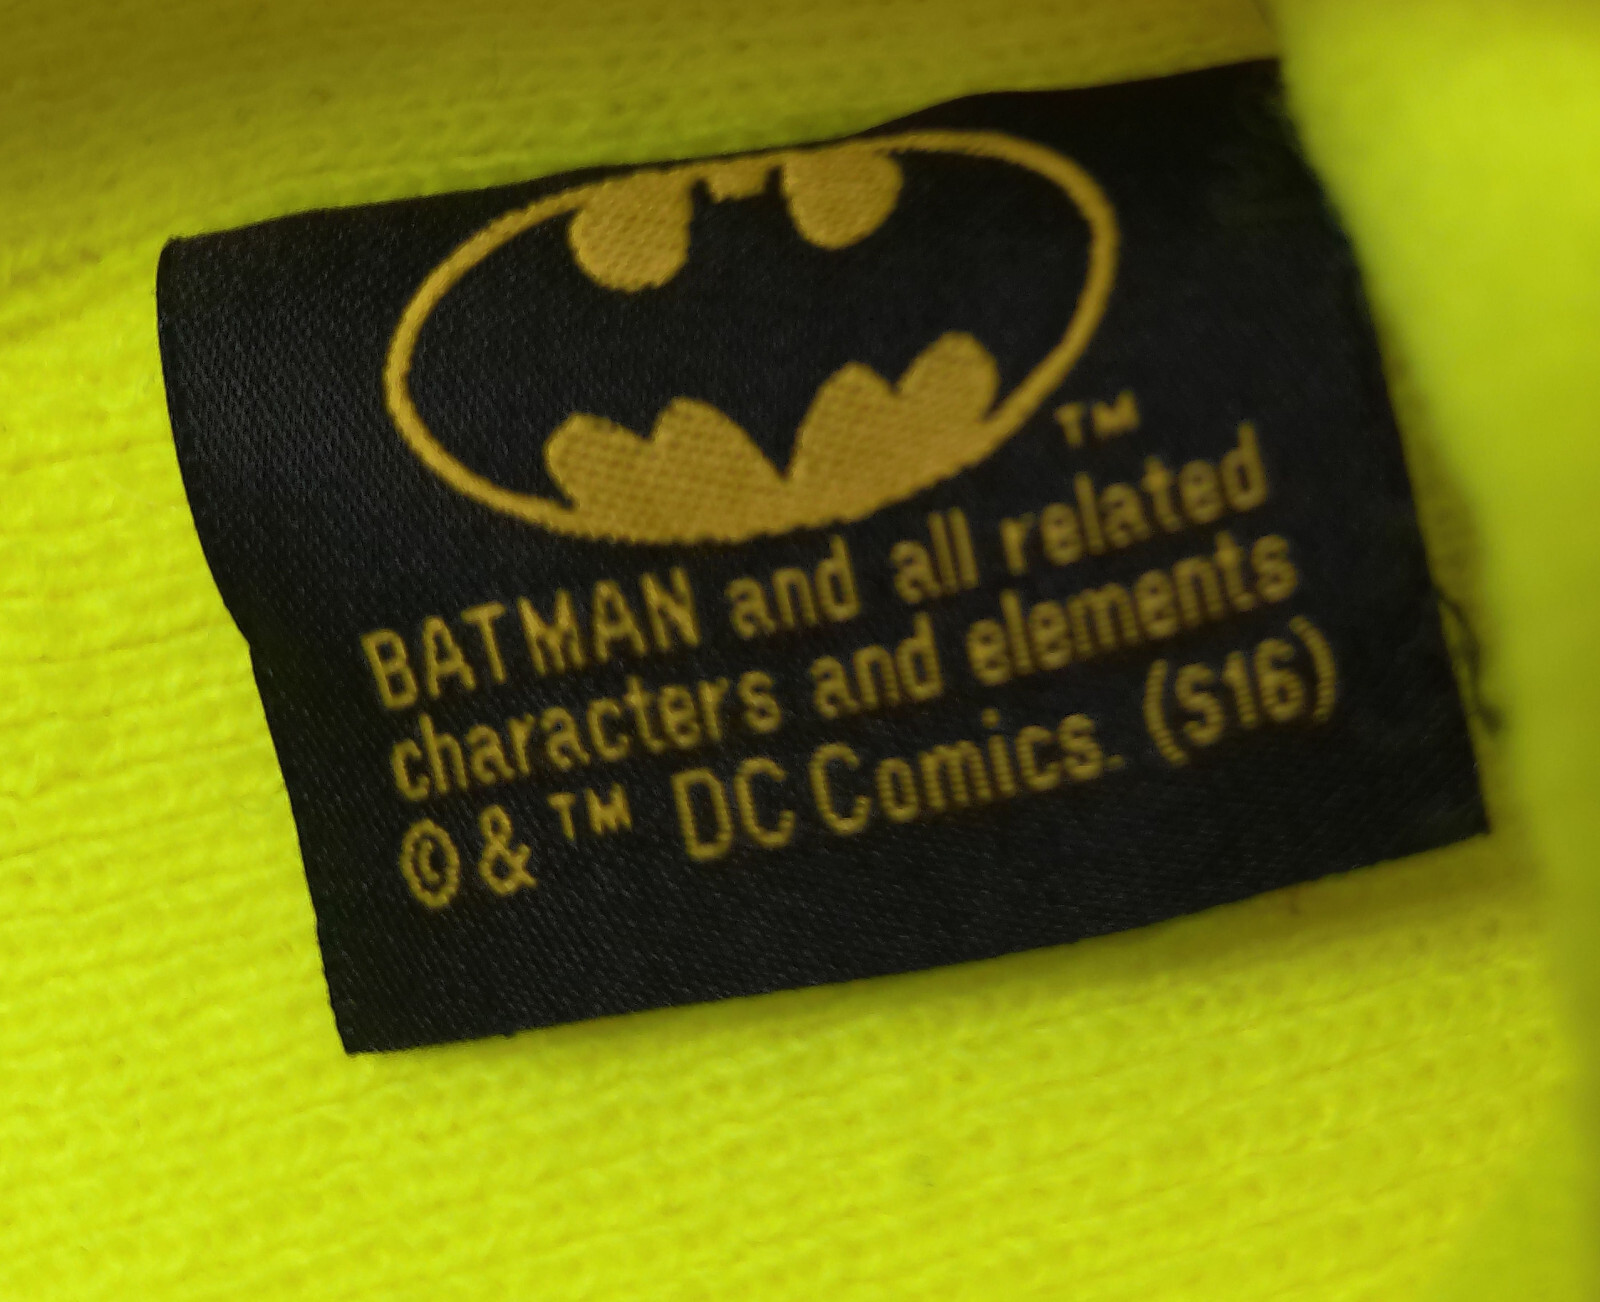 TM
BATMAN and all related
characters and elements
© & TM DC Comics. (S16)